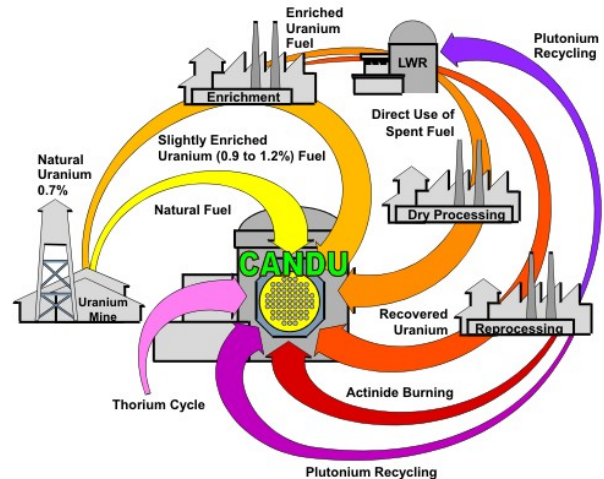 Enriched
Uranium
Fuel
Plutonium
Recycling
LWR
Enrichment
Direct Use of
Spent Fuel
Slightly Enriched
Uranium (0.9 to 1.2%) Fuel
Natural
Uranium
0.7%
Natural Fuel
Dry Processing
CANDU
Uranium
Mine
Recovered
Uranium
Reprocessing
Actinide Burning
Thorium Cycle
Plutonium Recycling